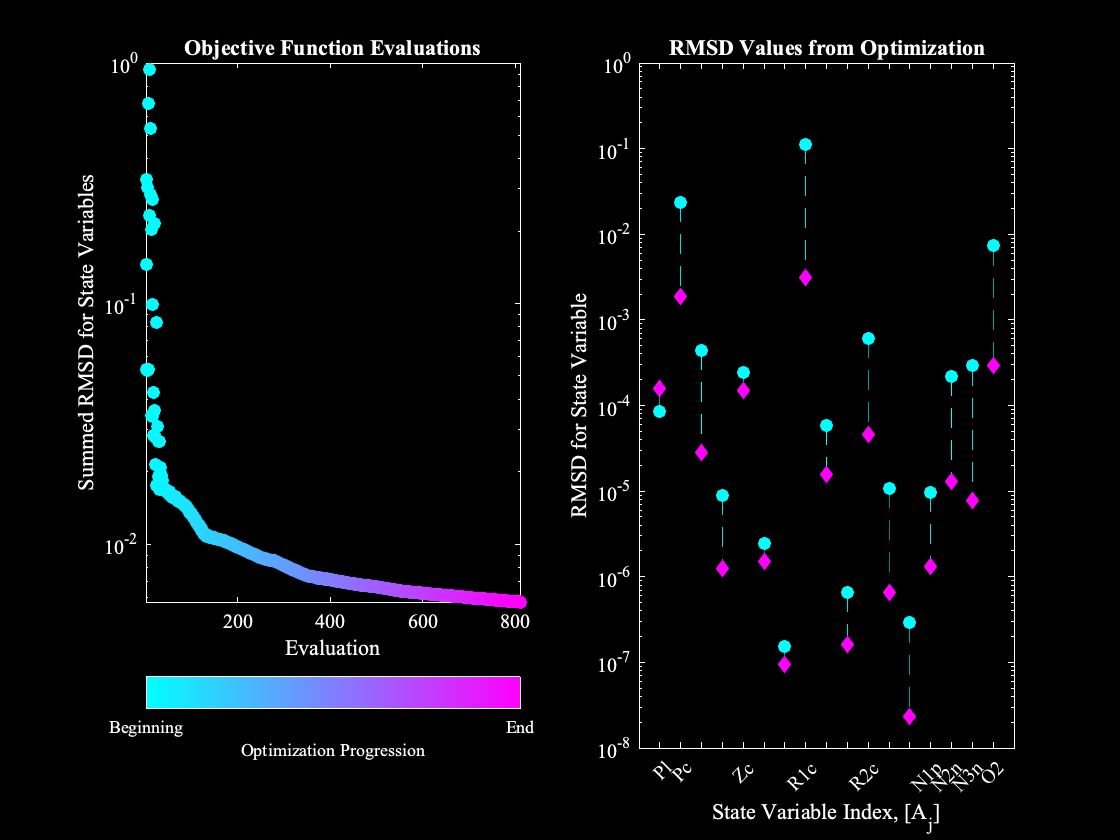 Objective Function Evaluations
10^0
10^-1
10^-2
Summed RMSD for State Variables
200 400 600 800
Evaluation
Beginning End
Optimization Progression
RMSD Values from Optimization
10^0
10^-1
10^-2
10^-3
10^-4
10^-5
10^-6
10^-7
10^-8
RMSD for State Variable
P1 Pc Zc R1c R2c N1p N2n N3n O2
State Variable Index, [A_j]